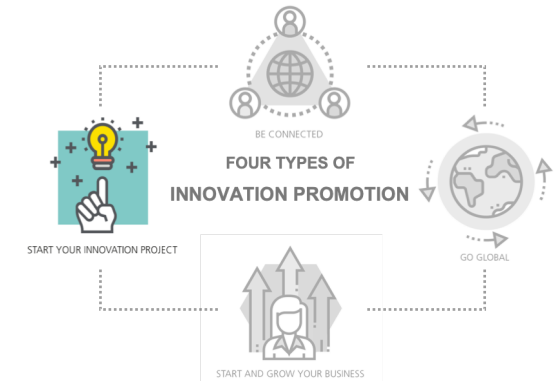 BE CONNECTED
FOUR TYPES OF
INNOVATION PROMOTION
START YOUR INNOVATION PROJECT
GO GLOBAL
START AND GROW YOUR BUSINESS